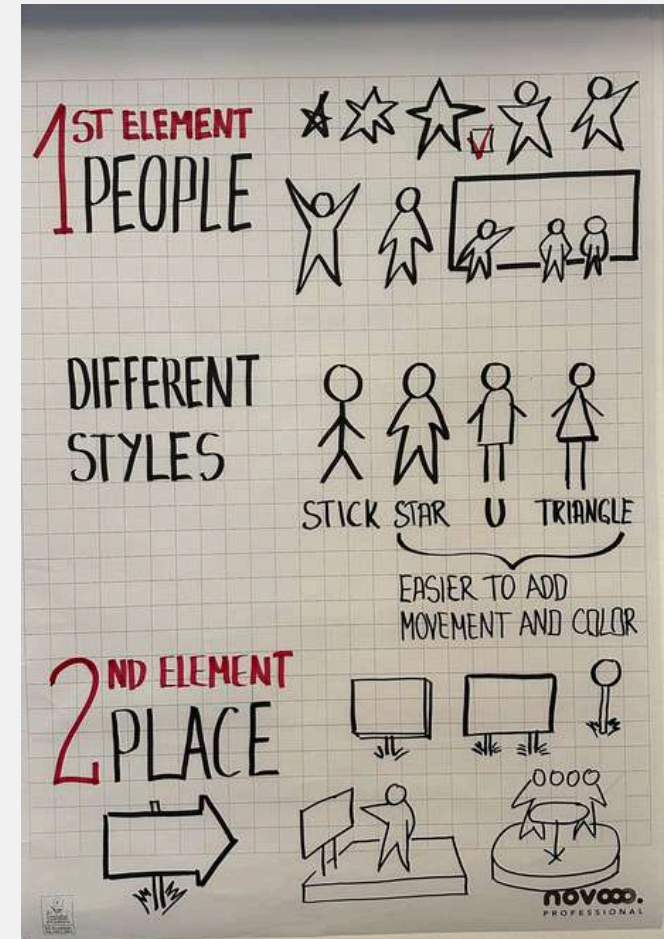 1ST ELEMENT
PEOPLE
DIFFERENT
STYLES
STICK STAR U TRIANGLE
EASIER TO ADD
MOVEMENT AND COLOR
2ND ELEMENT
PLACE
novooo.
PROFESSIONAL